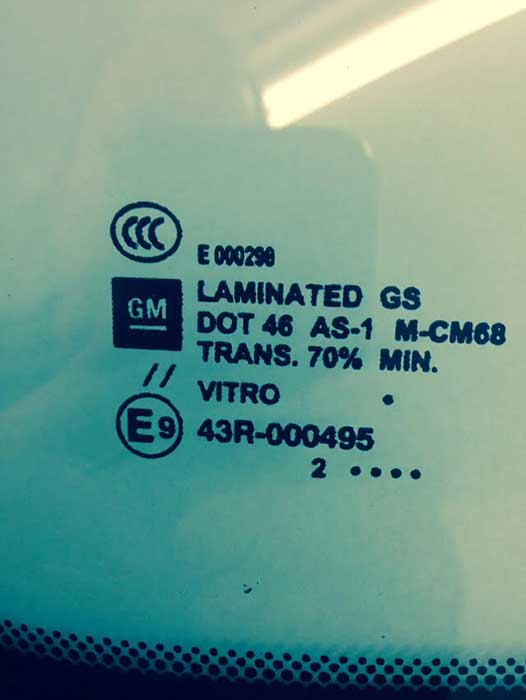 CCC
E 000298
GM
LAMINATED GS
DOT 46 AS-1 M-CM68
TRANS. 70% MIN.
// VITRO .
E9 43R-000495
2 ....